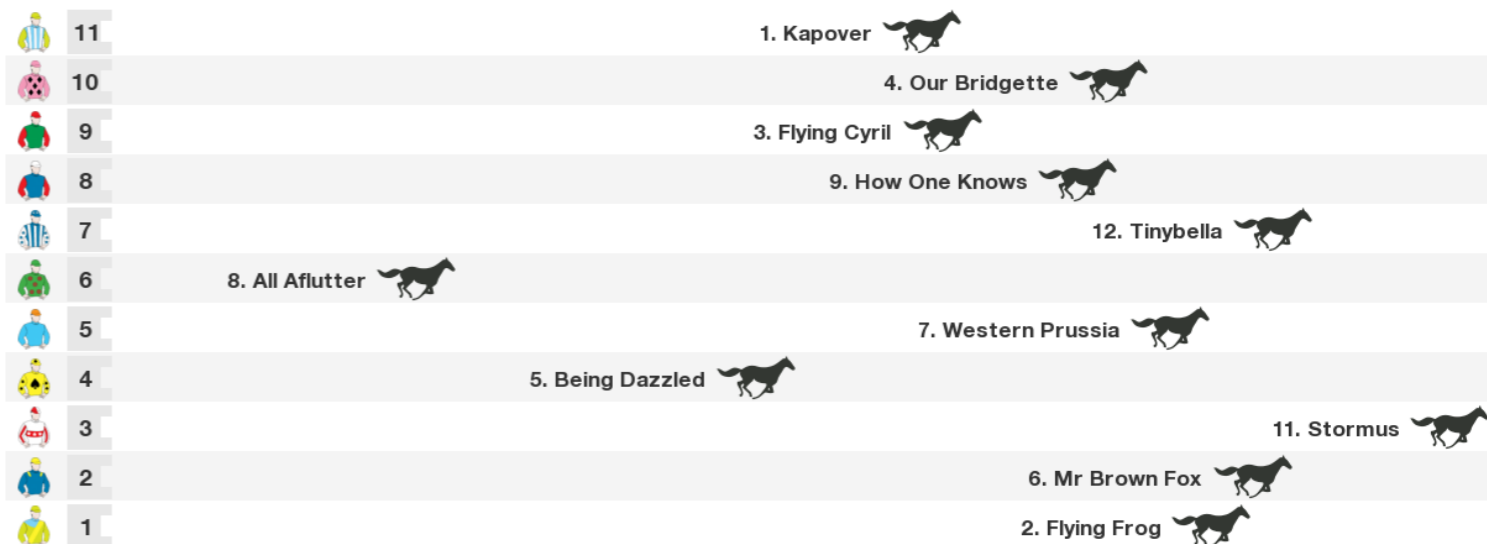 11 1. Kapover
10 4. Our Bridgette
9 3. Flying Cyril
8 9. How One Knows
7 12. Tinybella
6 8. All Aflutter
5 7. Western Prussia
4 5. Being Dazzled
3 11. Stormus
2 6. Mr Brown Fox
1 2. Flying Frog